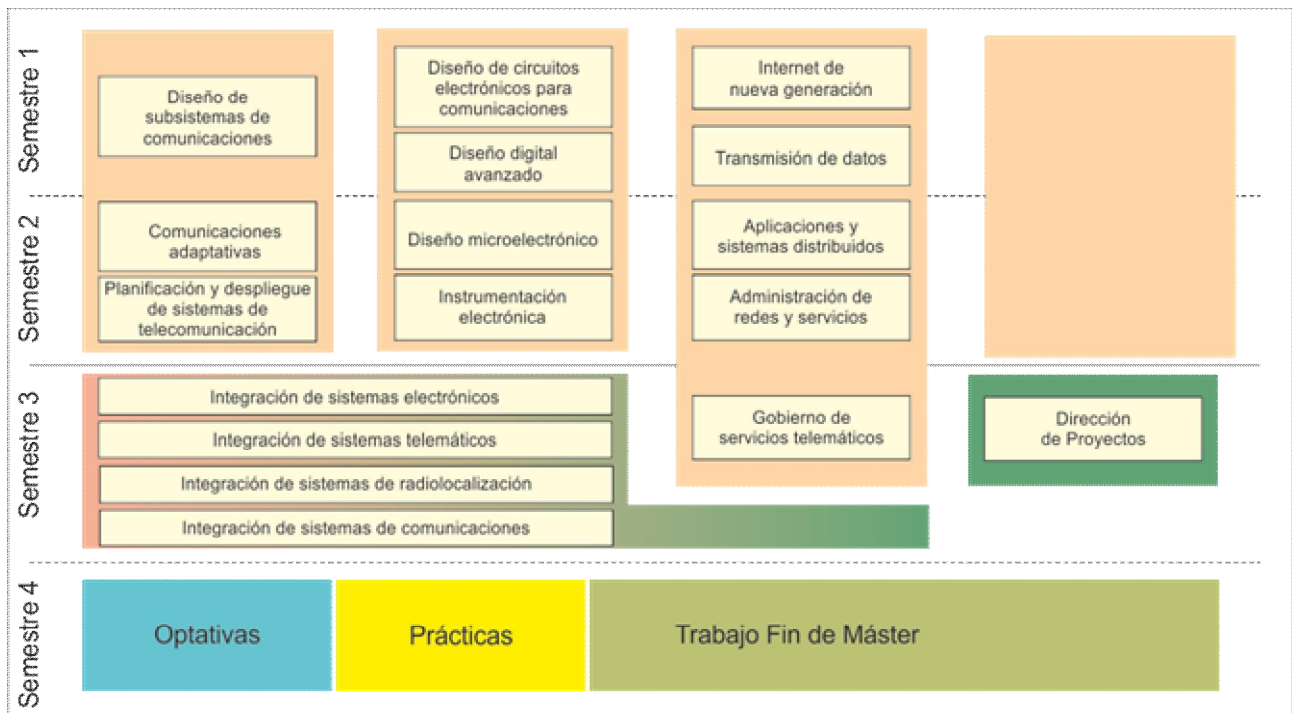 Semestre 1
Diseño de
subsistemas de
comunicaciones
Diseño de circuitos
electrónicos para
comunicaciones
Diseño digital
avanzado
Internet de
nueva generación
Transmisión de datos
Semestre 2
Comunicaciones
adaptativas
Planificación y despliegue
de sistemas de
telecomunicación
Diseño microelectrónico
Instrumentación
electrónica
Aplicaciones y
sistemas distribuidos
Administración de
redes y servicios
Semestre 3
Integración de sistemas electrónicos
Integración de sistemas telemáticos
Integración de sistemas de radiolocalización
Integración de sistemas de comunicaciones
Gobierno de
servicios telemáticos
Dirección
de Proyectos
Semestre 4
Optativas
Prácticas
Trabajo Fin de Máster